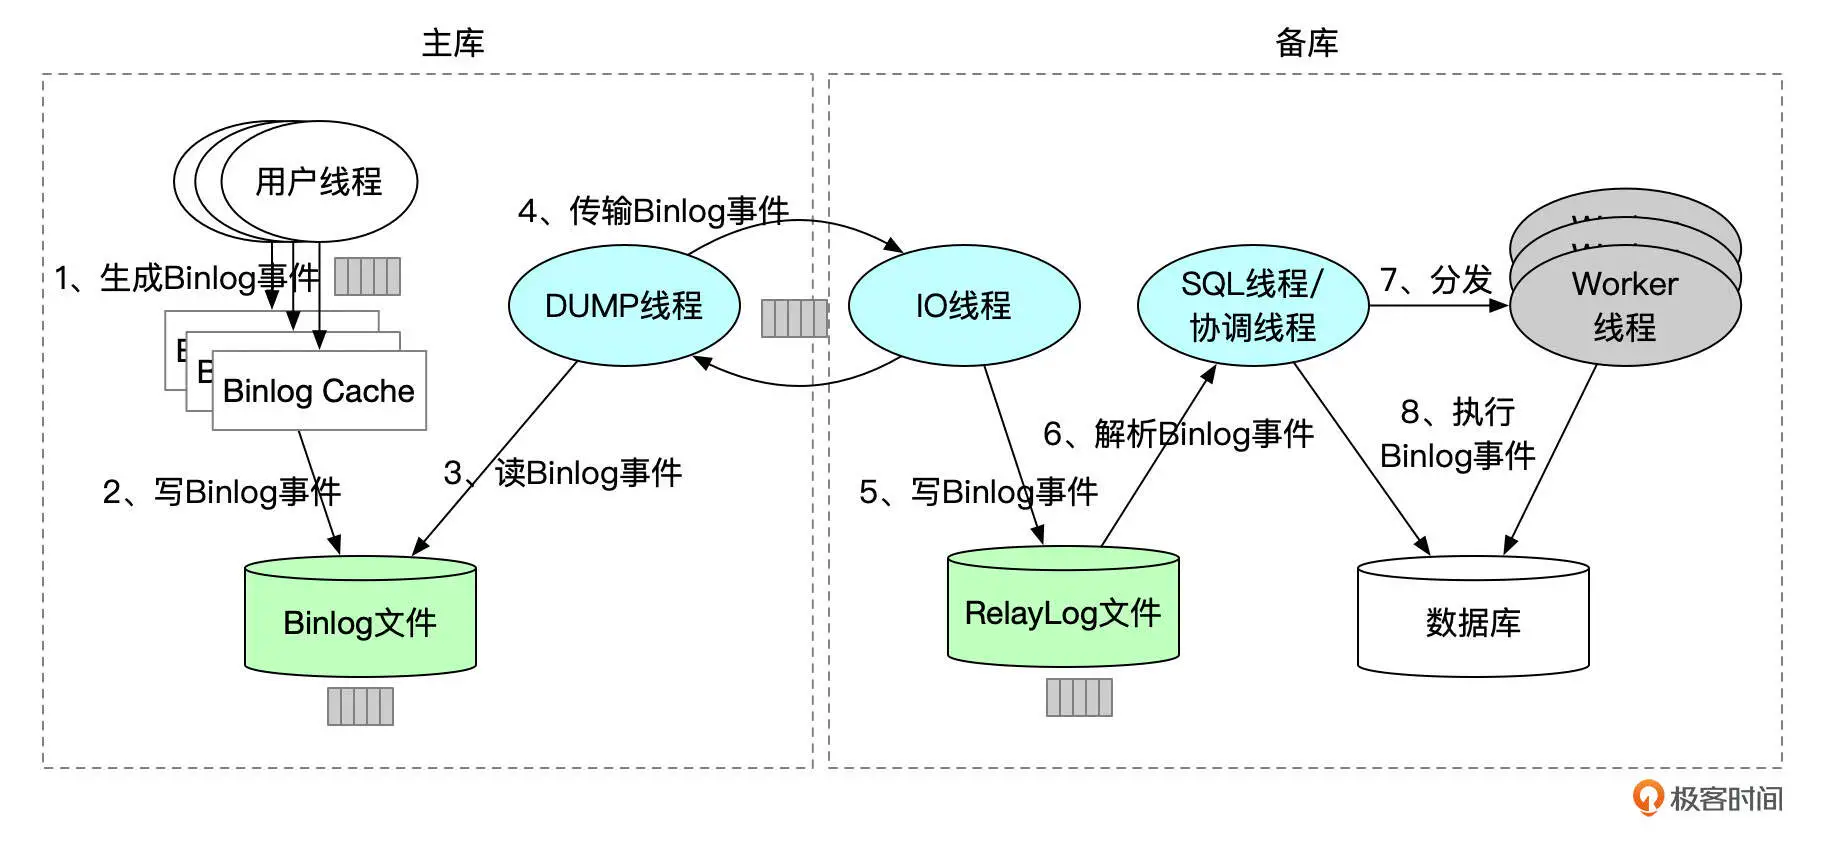 主库
备库
用户线程
4、传输Binlog事件
1、生成Binlog事件
DUMP线程
IO线程
SQL线程/
协调线程
7、分发
Worker
线程
Binlog Cache
8、执行
Binlog事件
6、解析Binlog事件
3、读Binlog事件
2、写Binlog事件
5、写Binlog事件
Binlog文件
RelayLog文件
数据库
极客时间